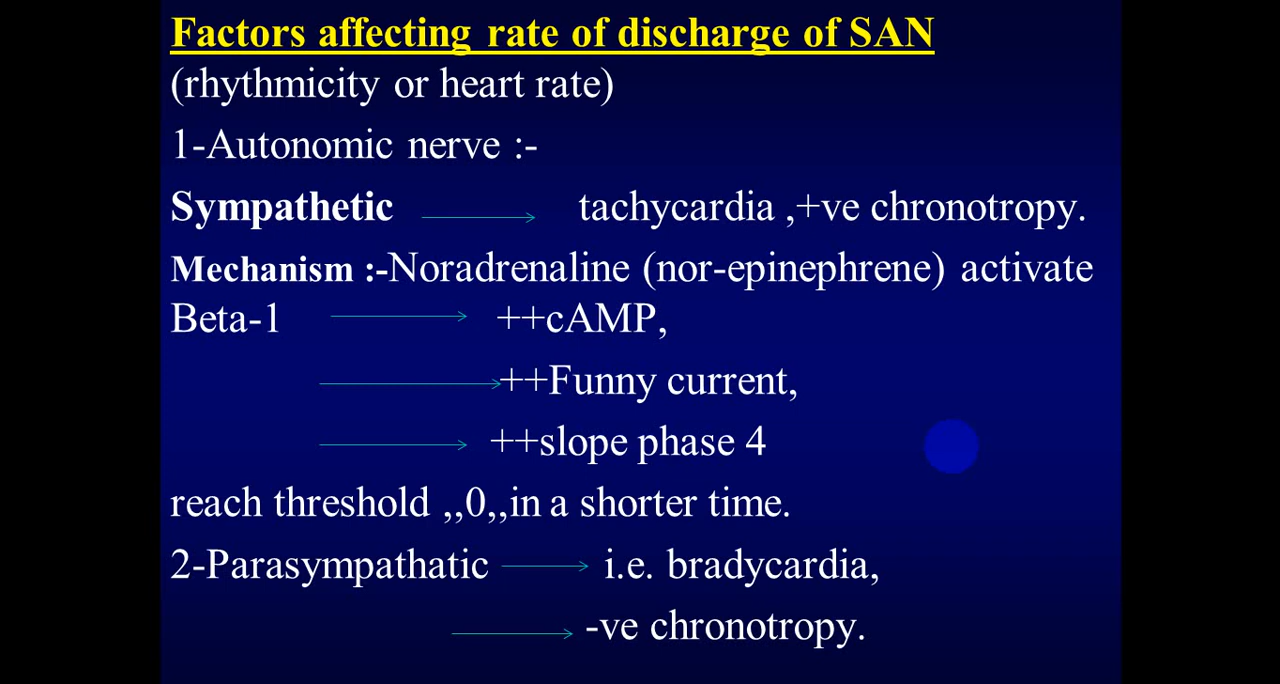 Factors affecting rate of discharge of SAN
(rhythmicity or heart rate)
1-Autonomic nerve :-
Sympathetic tachycardia ,+ve chronotropy.
Mechanism :-Noradrenaline (nor-epinephrene) activate
Beta-1 ++cAMP,
++Funny current,
++slope phase 4
reach threshold ,,0,,in a shorter time.
2-Parasympathatic i.e. bradycardia,
-ve chronotropy.